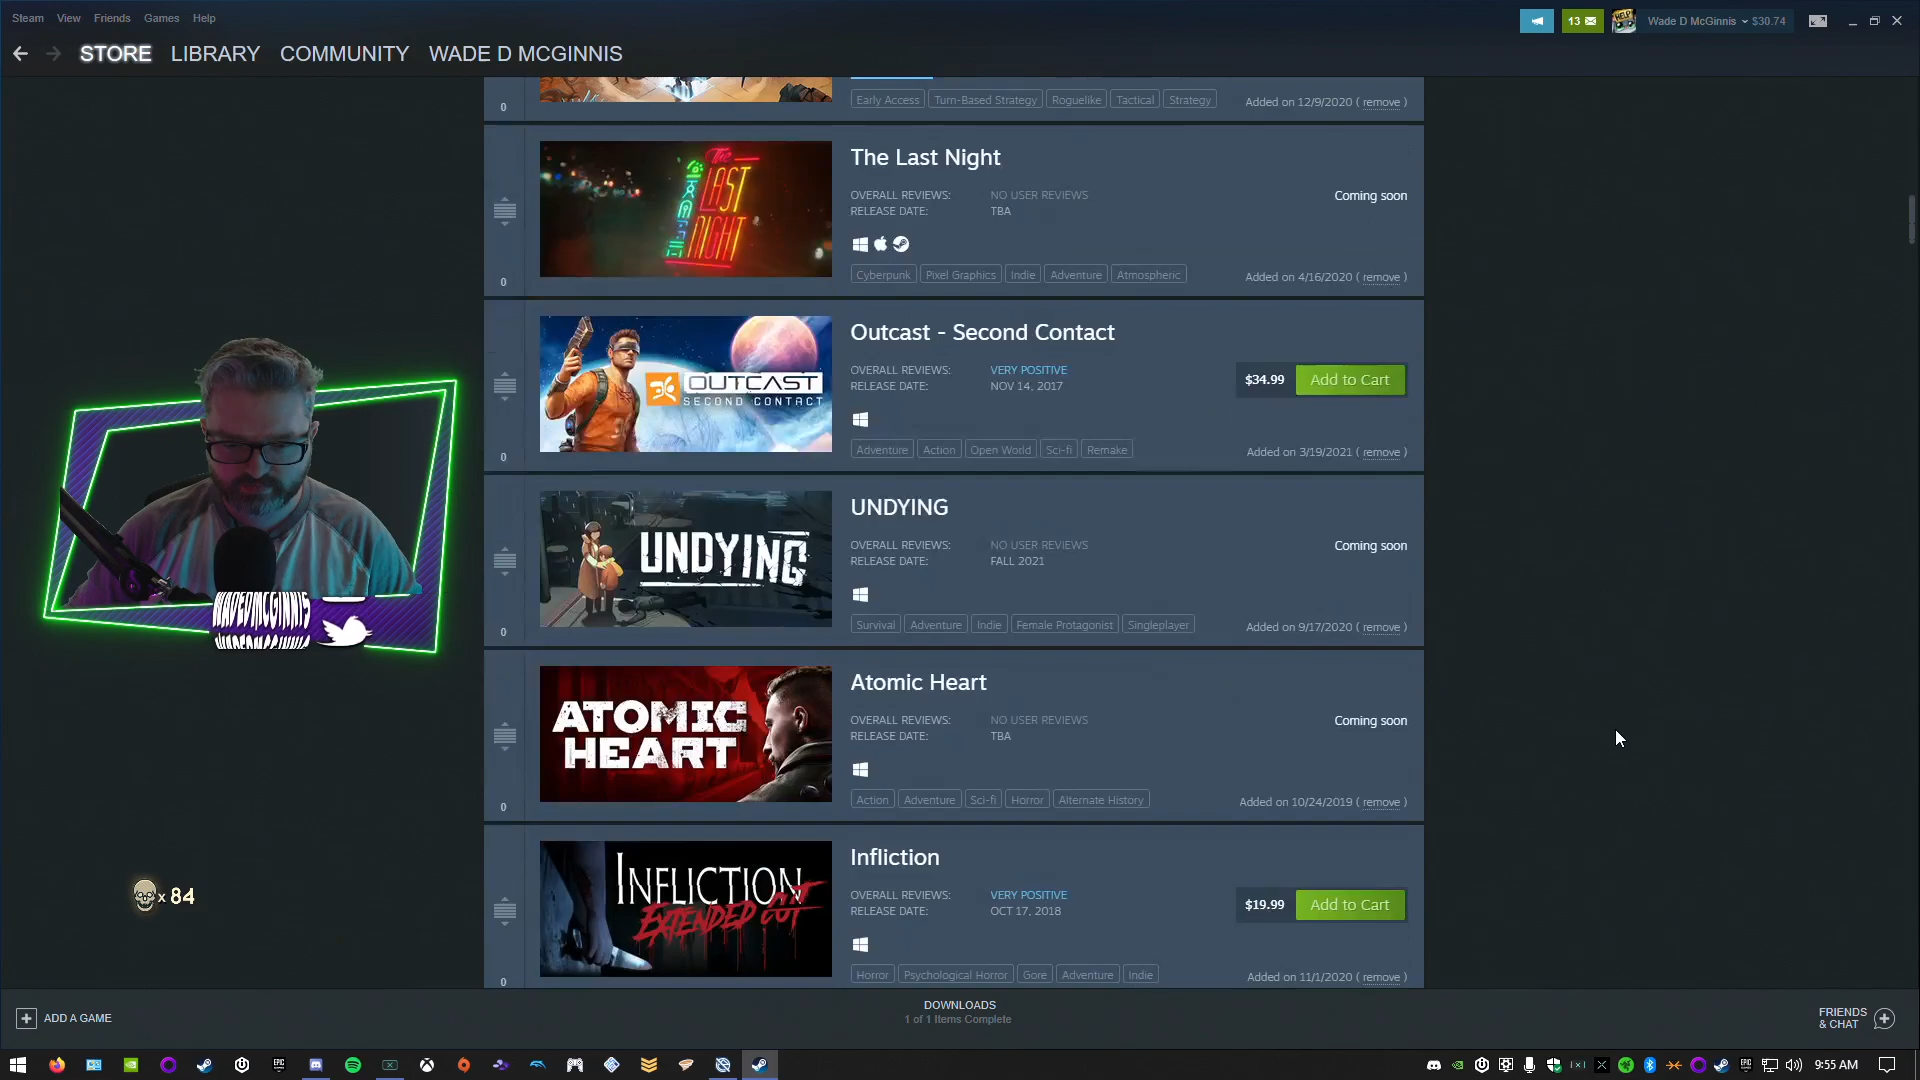 Steam View Friends Games Help
13 Wade D McGinnis $30.74
STORE LIBRARY COMMUNITY WADE D MCGINNIS
0 Early Access Turn-Based Strategy Roguelike Tactical Strategy Added on 12/9/2020 ( remove )
The LAST NIGHT
The Last Night
OVERALL REVIEWS: NO USER REVIEWS
RELEASE DATE: TBA
Coming soon
Cyberpunk Pixel Graphics Indie Adventure Atmospheric
Added on 4/16/2020 ( remove )
0
OUTCAST
SECOND CONTACT
Outcast - Second Contact
OVERALL REVIEWS: VERY POSITIVE
RELEASE DATE: NOV 14, 2017
$34.99 Add to Cart
Adventure Action Open World Sci-fi Remake
Added on 3/19/2021 ( remove )
0
UNDYING
UNDYING
OVERALL REVIEWS: NO USER REVIEWS
RELEASE DATE: FALL 2021
Coming soon
Survival Adventure Indie Female Protagonist Singleplayer
Added on 9/17/2020 ( remove )
0
ATOMIC
HEART
Atomic Heart
OVERALL REVIEWS: NO USER REVIEWS
RELEASE DATE: TBA
Coming soon
Action Adventure Sci-fi Horror Alternate History
Added on 10/24/2019 ( remove )
0
INFLICTION
EXTENDED CUT
Infliction
OVERALL REVIEWS: VERY POSITIVE
RELEASE DATE: OCT 17, 2018
$19.99 Add to Cart
Horror Psychological Horror Gore Adventure Indie
Added on 11/1/2020 ( remove )
0
WADEDMCGINNIS
WADEDMCGINNIS
x 84
ADD A GAME
DOWNLOADS
1 of 1 Items Complete
FRIENDS
& CHAT
9:55 AM